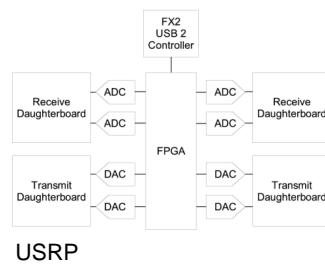 FX2
USB 2
Controller
Receive
Daughterboard
ADC
ADC
ADC
ADC
Receive
Daughterboard
FPGA
Transmit
Daughterboard
DAC
DAC
DAC
DAC
Transmit
Daughterboard
USRP